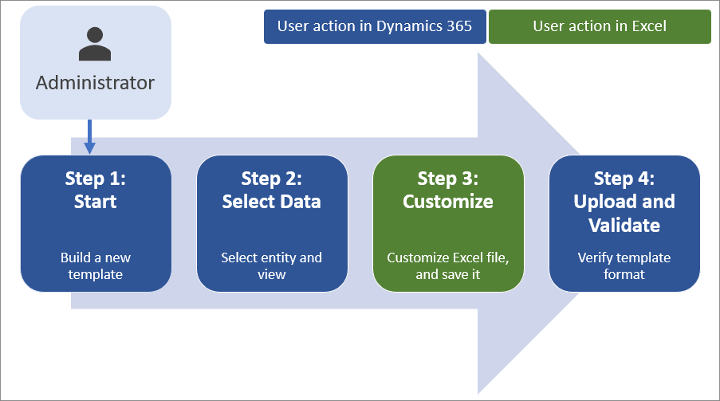 User action in Dynamics 365
User action in Excel
Administrator
Step 1:
Start
Build a new
template
Step 2:
Select Data
Select entity and
view
Step 3:
Customize
Customize Excel file,
and save it
Step 4:
Upload and
Validate
Verify template
format